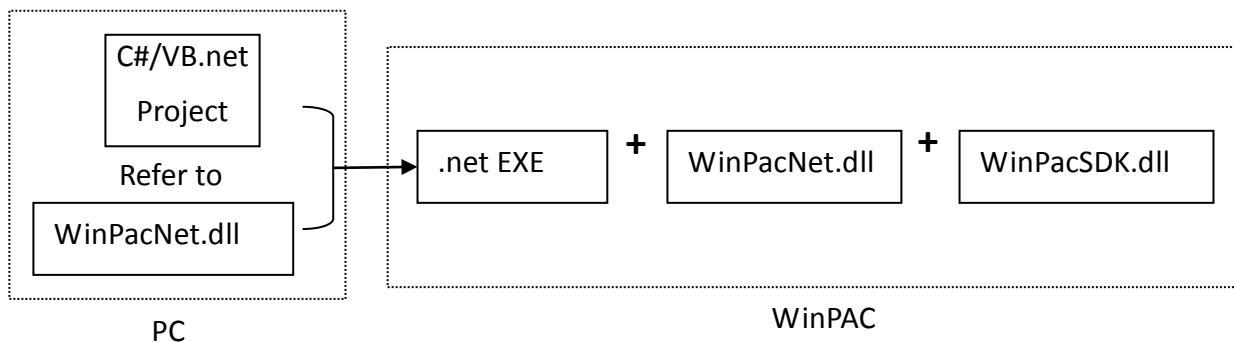 C#/VB.net
Project
Refer to
WinPacNet.dll
PC
.net EXE
+
WinPacNet.dll
+
WinPacSDK.dll
WinPAC